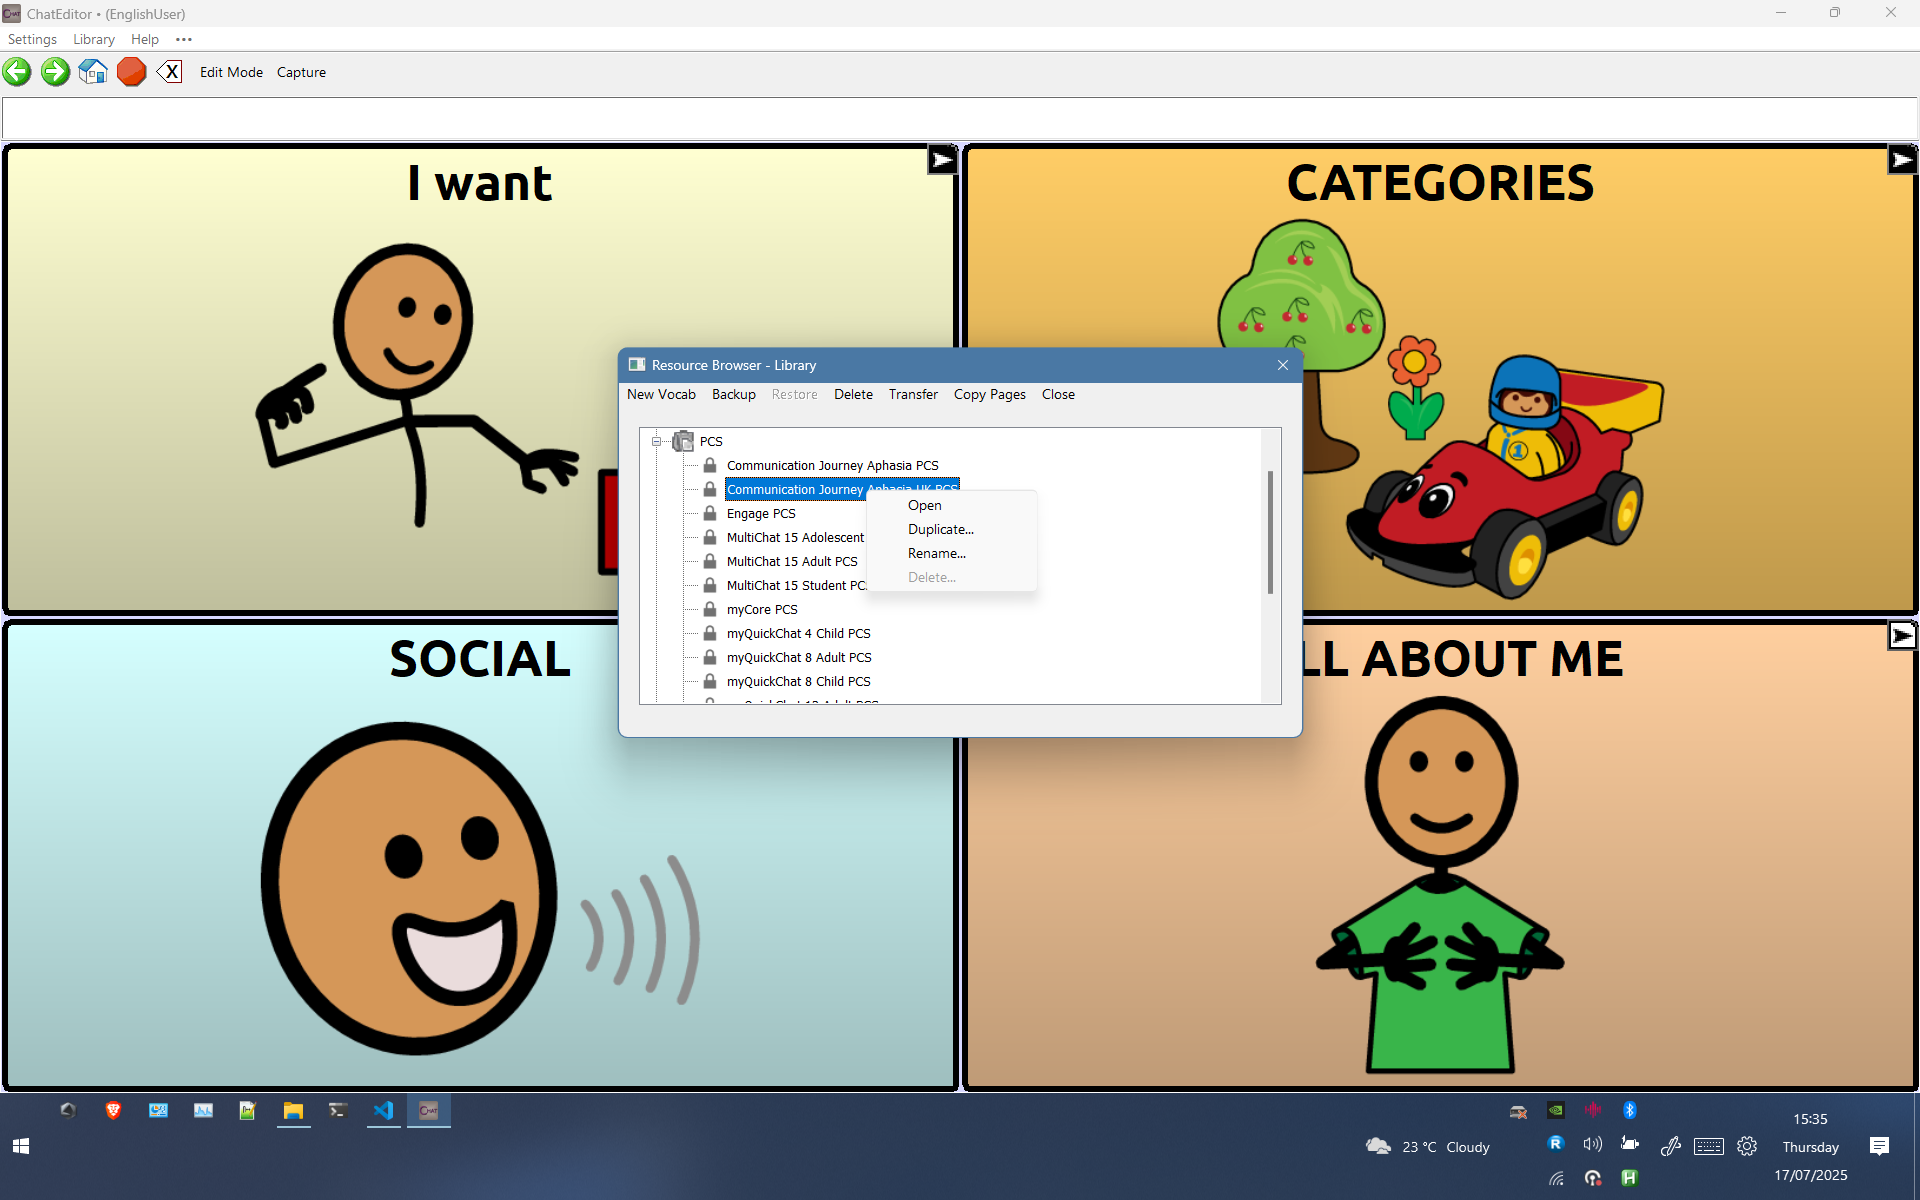 ChatEditor • (EnglishUser)
Settings Library Help •••
X Edit Mode Capture
I want
CATEGORIES
1
Resource Browser - Library
New Vocab Backup Restore Delete Transfer Copy Pages Close
PCS
Communication Journey Aphasia PCS
Communication Journey Aphasia UK PCS
Engage PCS
MultiChat 15 Adolescent
MultiChat 15 Adult PCS
MultiChat 15 Student PC
myCore PCS
myQuickChat 4 Child PCS
myQuickChat 8 Adult PCS
myQuickChat 8 Child PCS
Open
Duplicate...
Rename...
Delete...
SOCIAL
LL ABOUT ME
CHAT
23 °C Cloudy
R
H
15:35
Thursday
17/07/2025